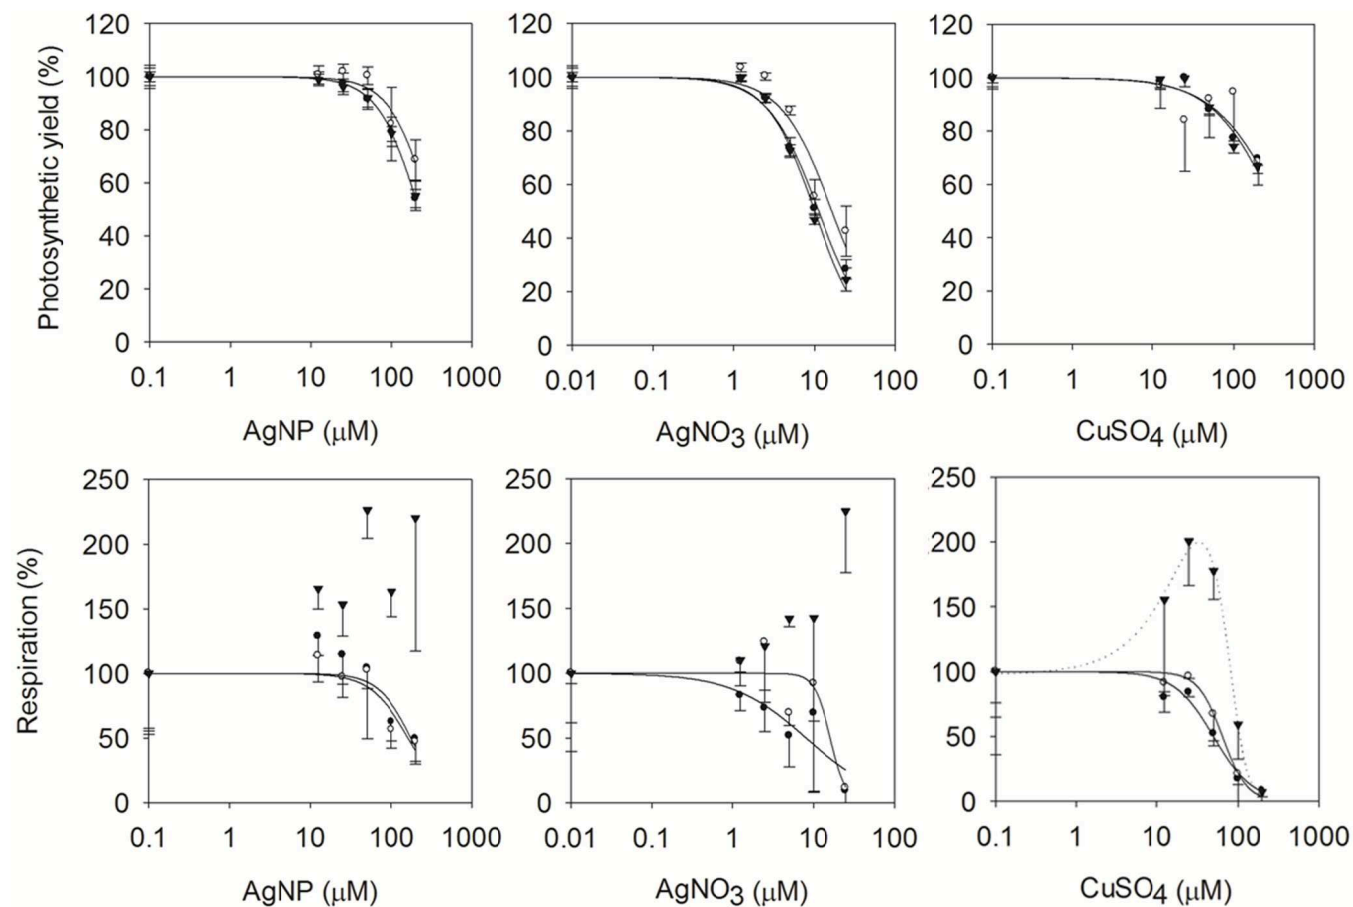 Photosynthetic yield (%)
120
100
80
60
40
20
0
0.1 1 10 100 1000
AgNP (µM)
120
100
80
60
40
20
0
0.01 0.1 1 10 100
AgNO3 (µM)
120
100
80
60
40
20
0
0.1 1 10 100 1000
CuSO4 (µM)
Respiration (%)
250
200
150
100
50
0
0.1 1 10 100 1000
AgNP (µM)
250
200
150
100
50
0
0.01 0.1 1 10 100
AgNO3 (µM)
250
200
150
100
50
0
0.1 1 10 100 1000
CuSO4 (µM)